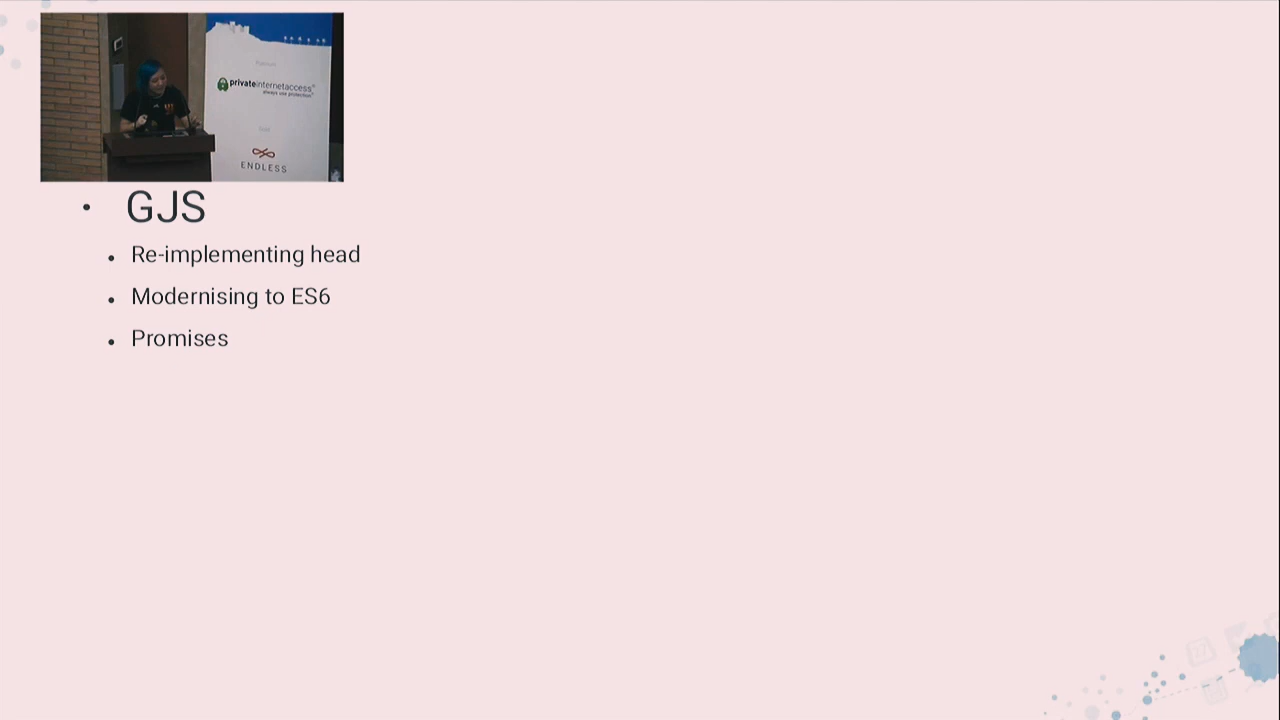 privateinternetaccess
always use protection
ENDLESS
GJS
Re-implementing head
Modernising to ES6
Promises